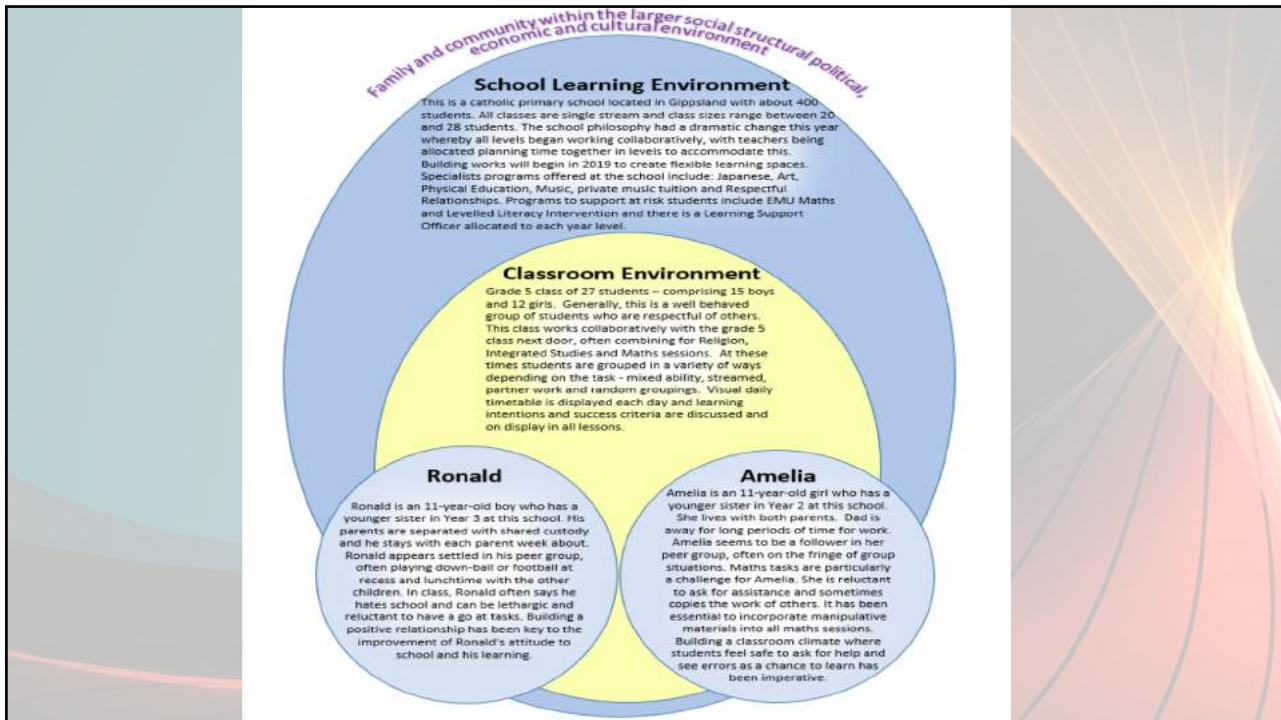 Family and community within the larger social structural political,
economic and cultural environment
School Learning Environment
This is a catholic primary school located in Gippsland with about 400
students. All classes are single stream and class sizes range between 20
and 28 students. The school philosophy had a dramatic change this year
whereby all levels began working collaboratively, with teachers being
allocated planning time together in levels to accommodate this.
Building works will begin in 2019 to create flexible learning spaces.
Specialists programs offered at the school include: Japanese, Art,
Physical Education, Music, private music tuition and Respectful
Relationships. Programs to support at risk students include EMU Maths
and Levelled Literacy Intervention and there is a Learning Support
Officer allocated to each year level.
Classroom Environment
Grade 5 class of 27 students – comprising 15 boys
and 12 girls. Generally, this is a well behaved
group of students who are respectful of others.
This class works collaboratively with the grade 5
class next door, often combining for Religion,
Integrated Studies and Maths sessions. At these
times students are grouped in a variety of ways
depending on the task - mixed ability, streamed,
partner work and random groupings. Visual daily
timetable is displayed each day and learning
intentions and success criteria are discussed and
on display in all lessons.
Ronald
Ronald is an 11-year-old boy who has a
younger sister in Year 3 at this school. His
parents are separated with shared custody
and he stays with each parent week about.
Ronald appears settled in his peer group,
often playing down-ball or football at
recess and lunchtime with the other
children. In class, Ronald often says he
hates school and can be lethargic and
reluctant to have a go at tasks. Building a
positive relationship has been key to the
improvement of Ronald's attitude to
school and his learning.
Amelia
Amelia is an 11-year-old girl who has a
younger sister in Year 2 at this school.
She lives with both parents. Dad is
away for long periods of time for work.
Amelia seems to be a follower in her
peer group, often on the fringe of group
situations. Maths tasks are particularly
a challenge for Amelia. She is reluctant
to ask for assistance and sometimes
copies the work of others. It has been
essential to incorporate manipulative
materials into all maths sessions.
Building a classroom climate where
students feel safe to ask for help and
see errors as a chance to learn has
been imperative.